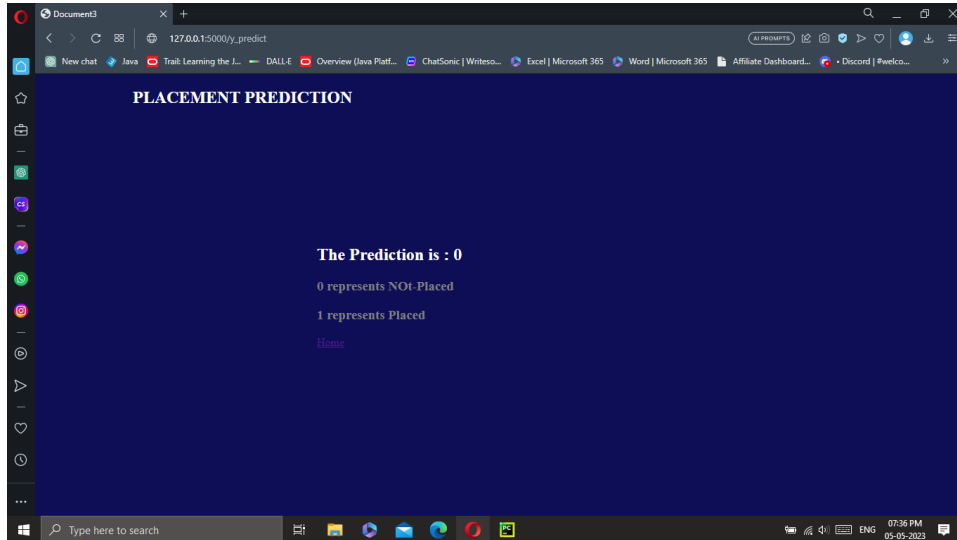 Document3
127.0.0.1:5000/y_predict
AI PROMPTS
New chat Java Trail: Learning the J... DALL·E Overview (Java Platf... ChatSonic | Writeso... Excel | Microsoft 365 Word | Microsoft 365 Affiliate Dashboard... • Discord | #welco... »
PLACEMENT PREDICTION
CS
The Prediction is : 0
0 represents NOt-Placed
1 represents Placed
Home
Type here to search
PC
ENG
07:36 PM
05-05-2023